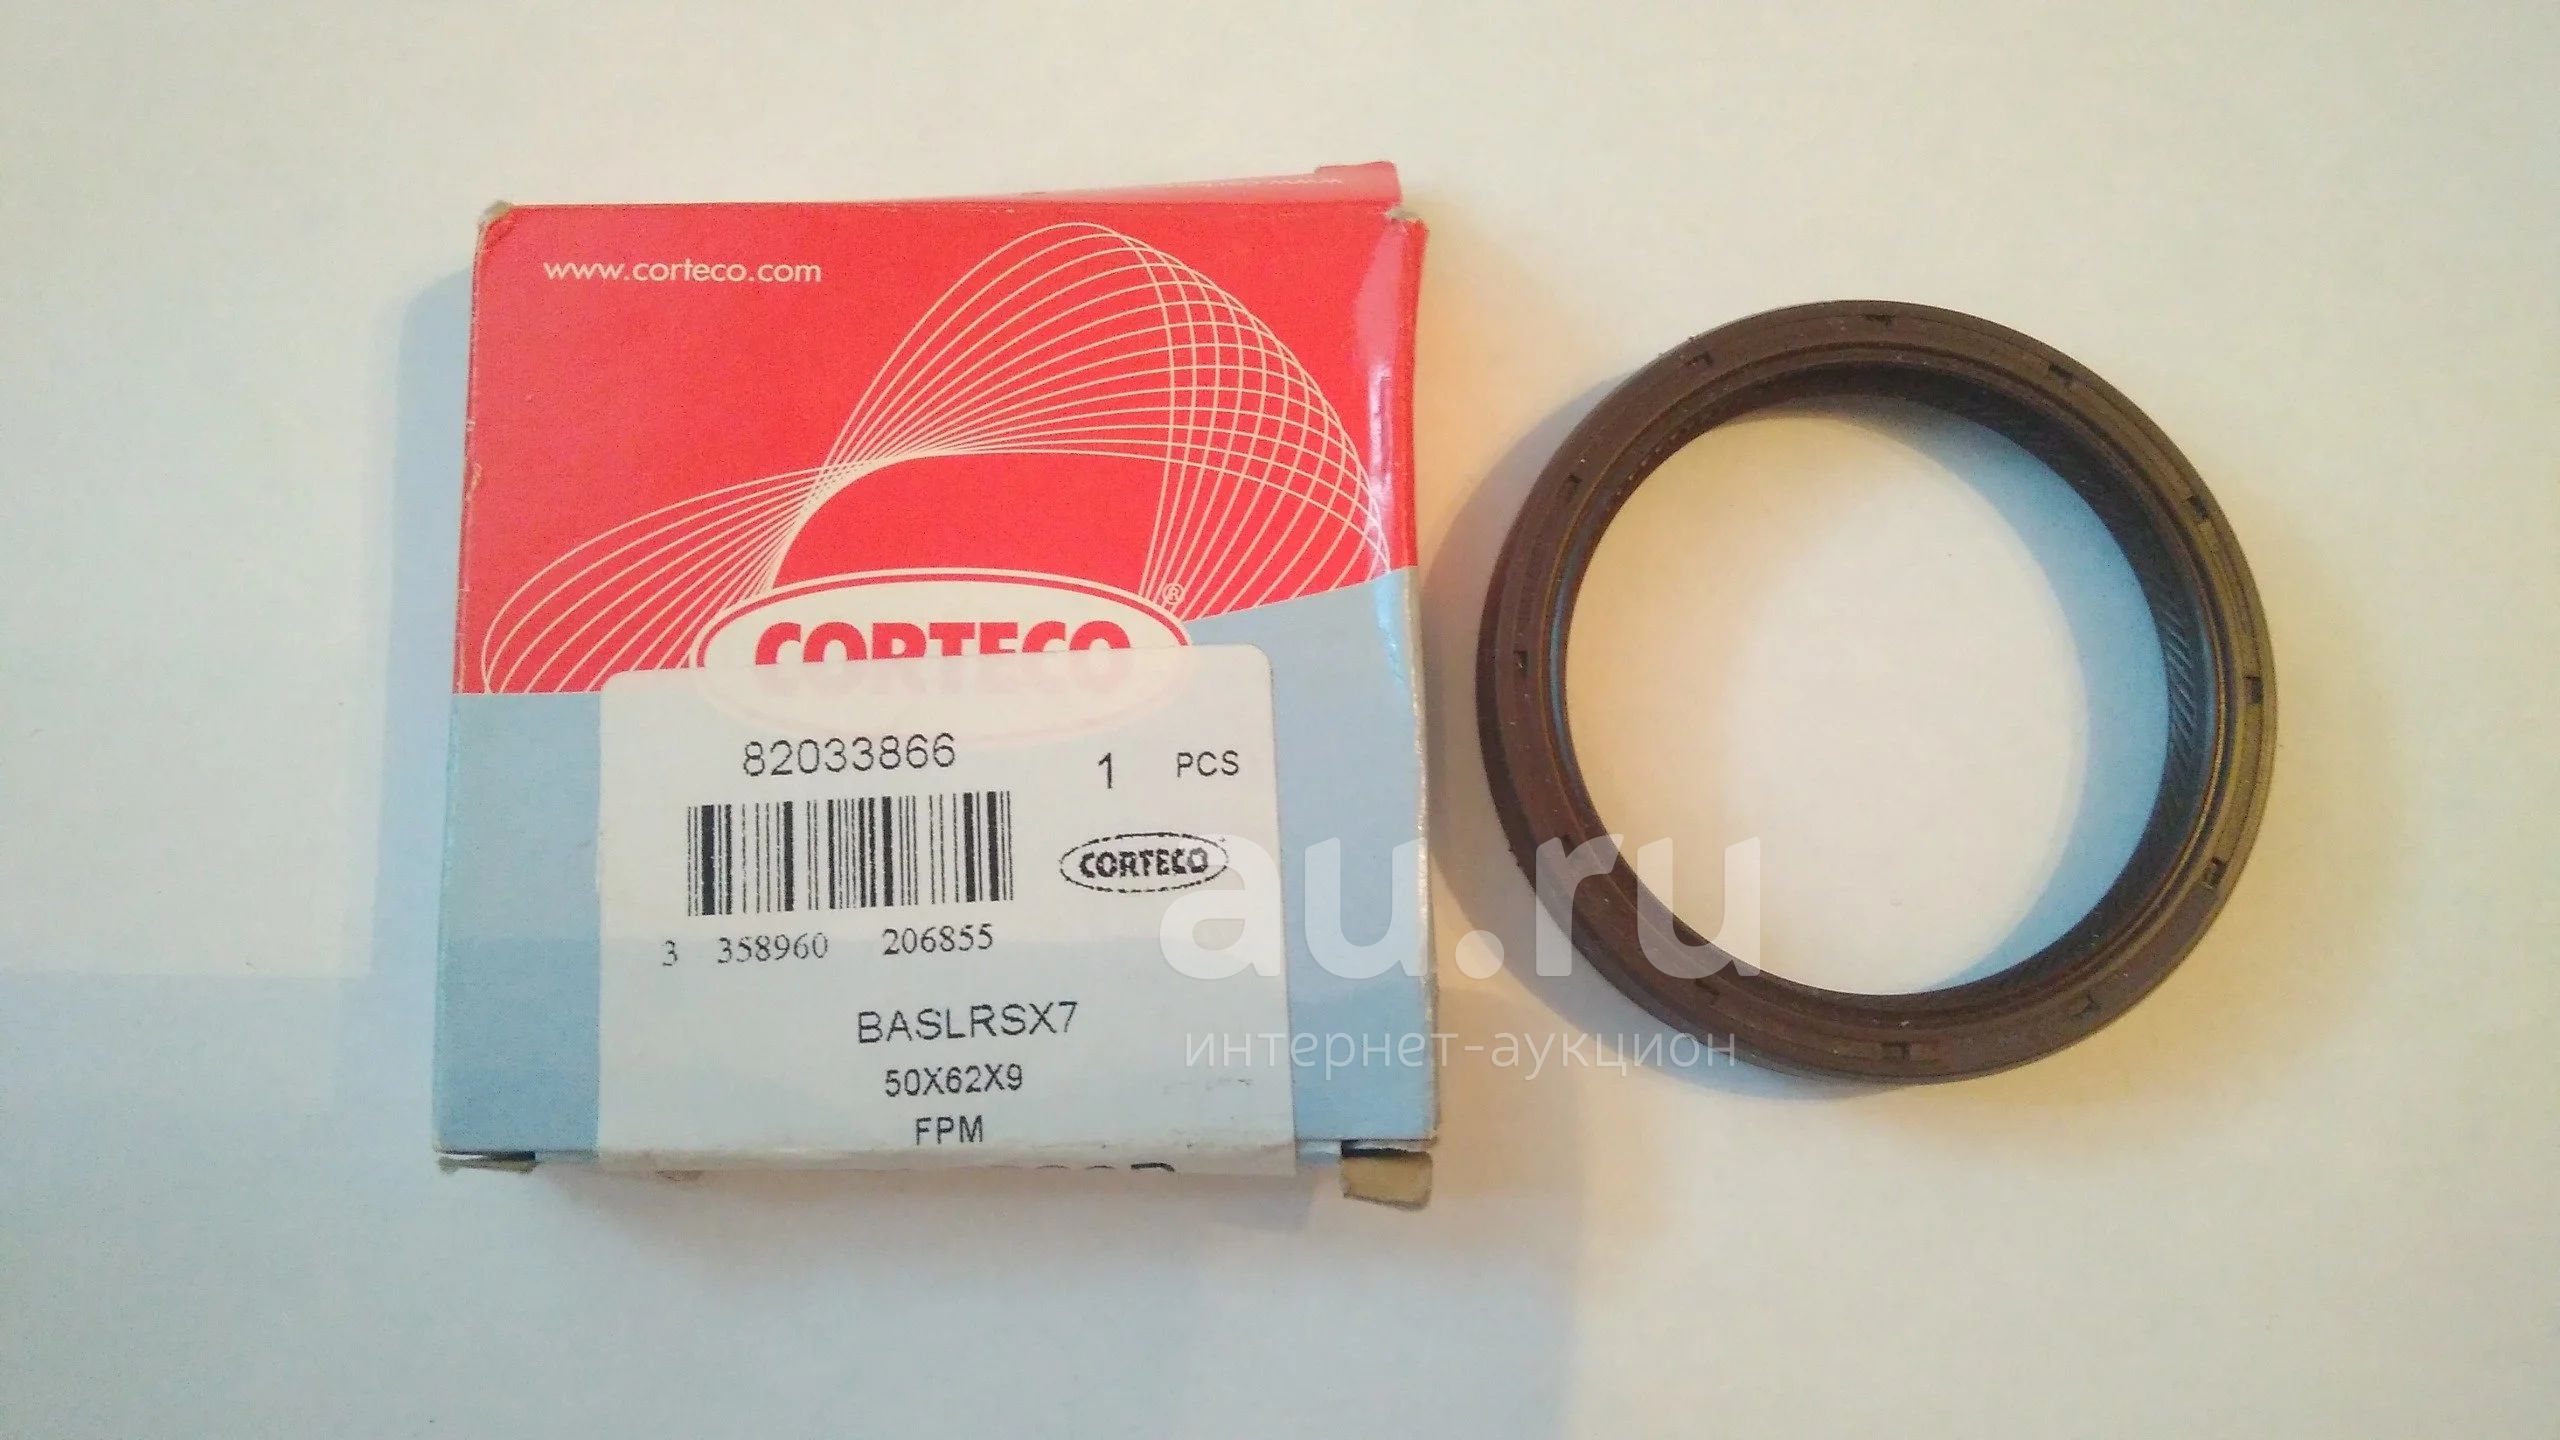 www.corteco.com
CORTECO®
82033866
1 PCS
CORTECO
3 358960 206855
BASLRSX7
50X62X9
FPM
au.ru
интернет-аукцион